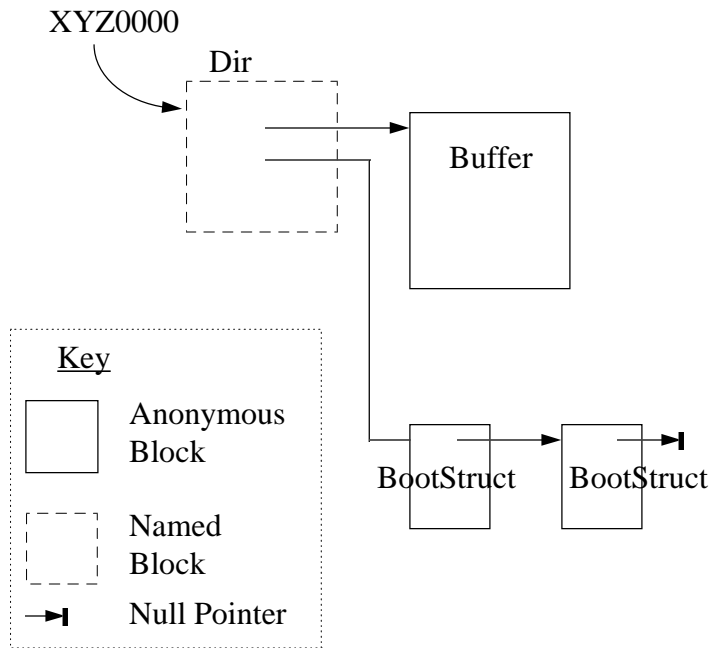 XYZ0000
Dir
Buffer
BootStruct
BootStruct
Key
Anonymous
Block
Named
Block
Null Pointer